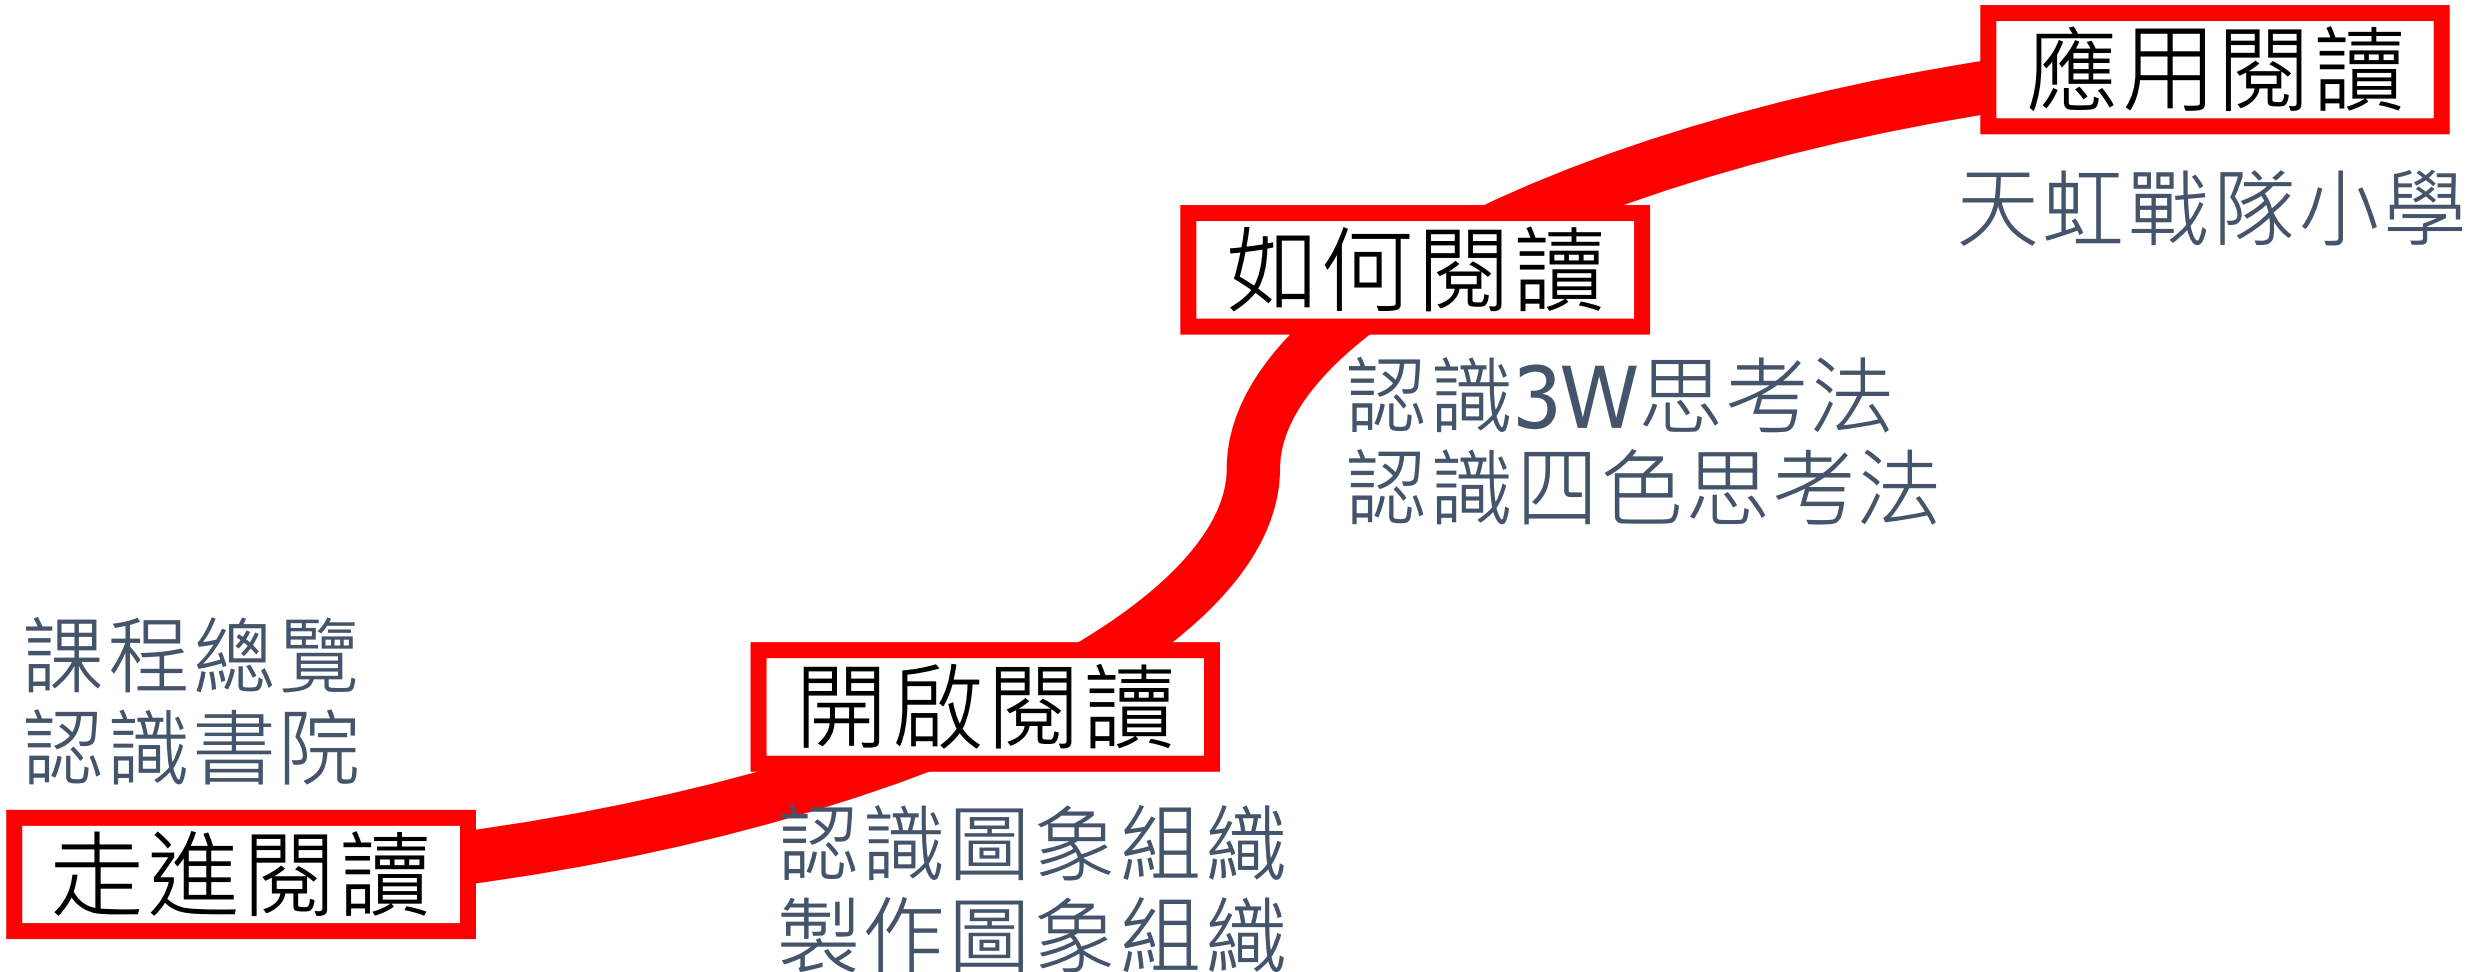 應用閱讀
天虹戰隊小學
如何閱讀
認識3W思考法
認識四色思考法
課程總覽
認識書院
走進閱讀
開啟閱讀
認識圖象組織
製作圖象組織